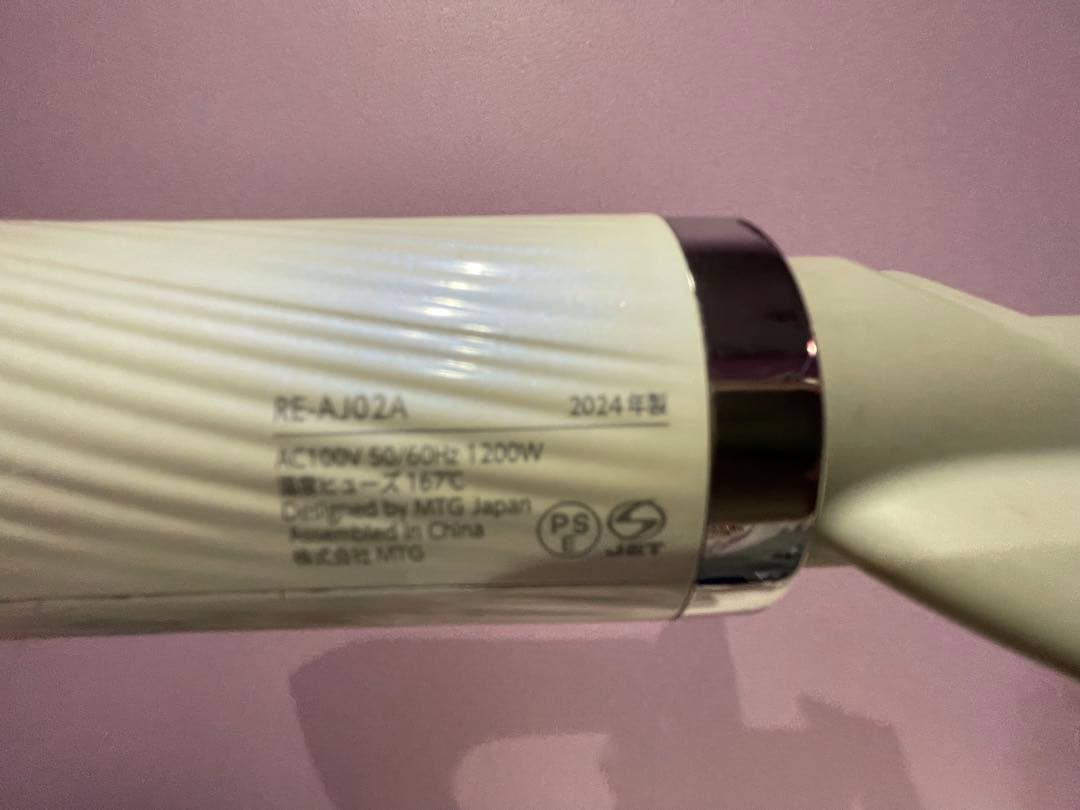 RE-AJ02A 2024年製
AC100V 50/60Hz 1200W
温度ヒューズ 167℃
Designed by MTG Japan
Assembled in China
株式会社 MTG
PS
E
JET